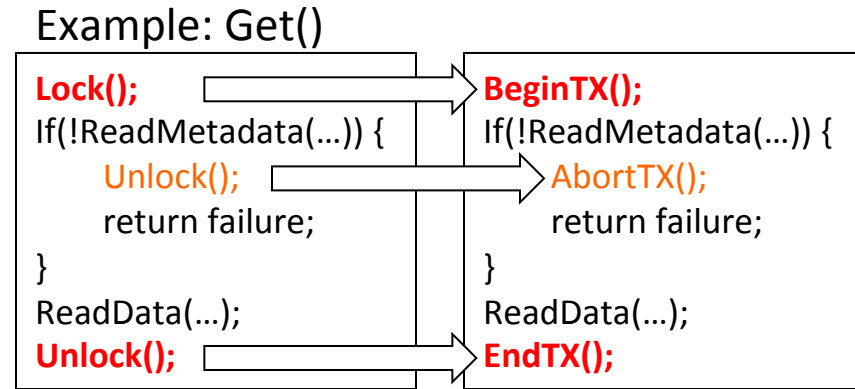 Example: Get()
Lock();
If(!ReadMetadata(…)) {
Unlock();
return failure;
}
ReadData(…);
Unlock();
BeginTX();
If(!ReadMetadata(…)) {
AbortTX();
return failure;
}
ReadData(…);
EndTX();